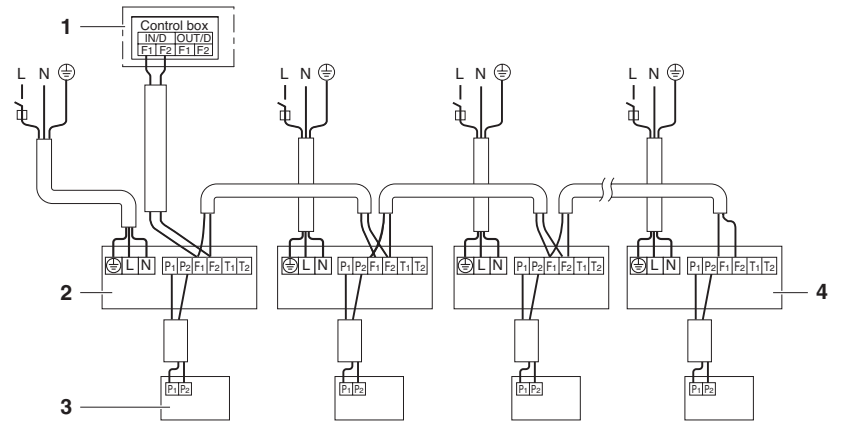 1
Control box
IN/D OUT/D
F1 F2 F1 F2
L N
L N
L N
L N
2
L N P1 P2 F1 F2 T1 T2
L N P1 P2 F1 F2 T1 T2
L N P1 P2 F1 F2 T1 T2
L N P1 P2 F1 F2 T1 T2
4
3
P1 P2
P1 P2
P1 P2
P1 P2